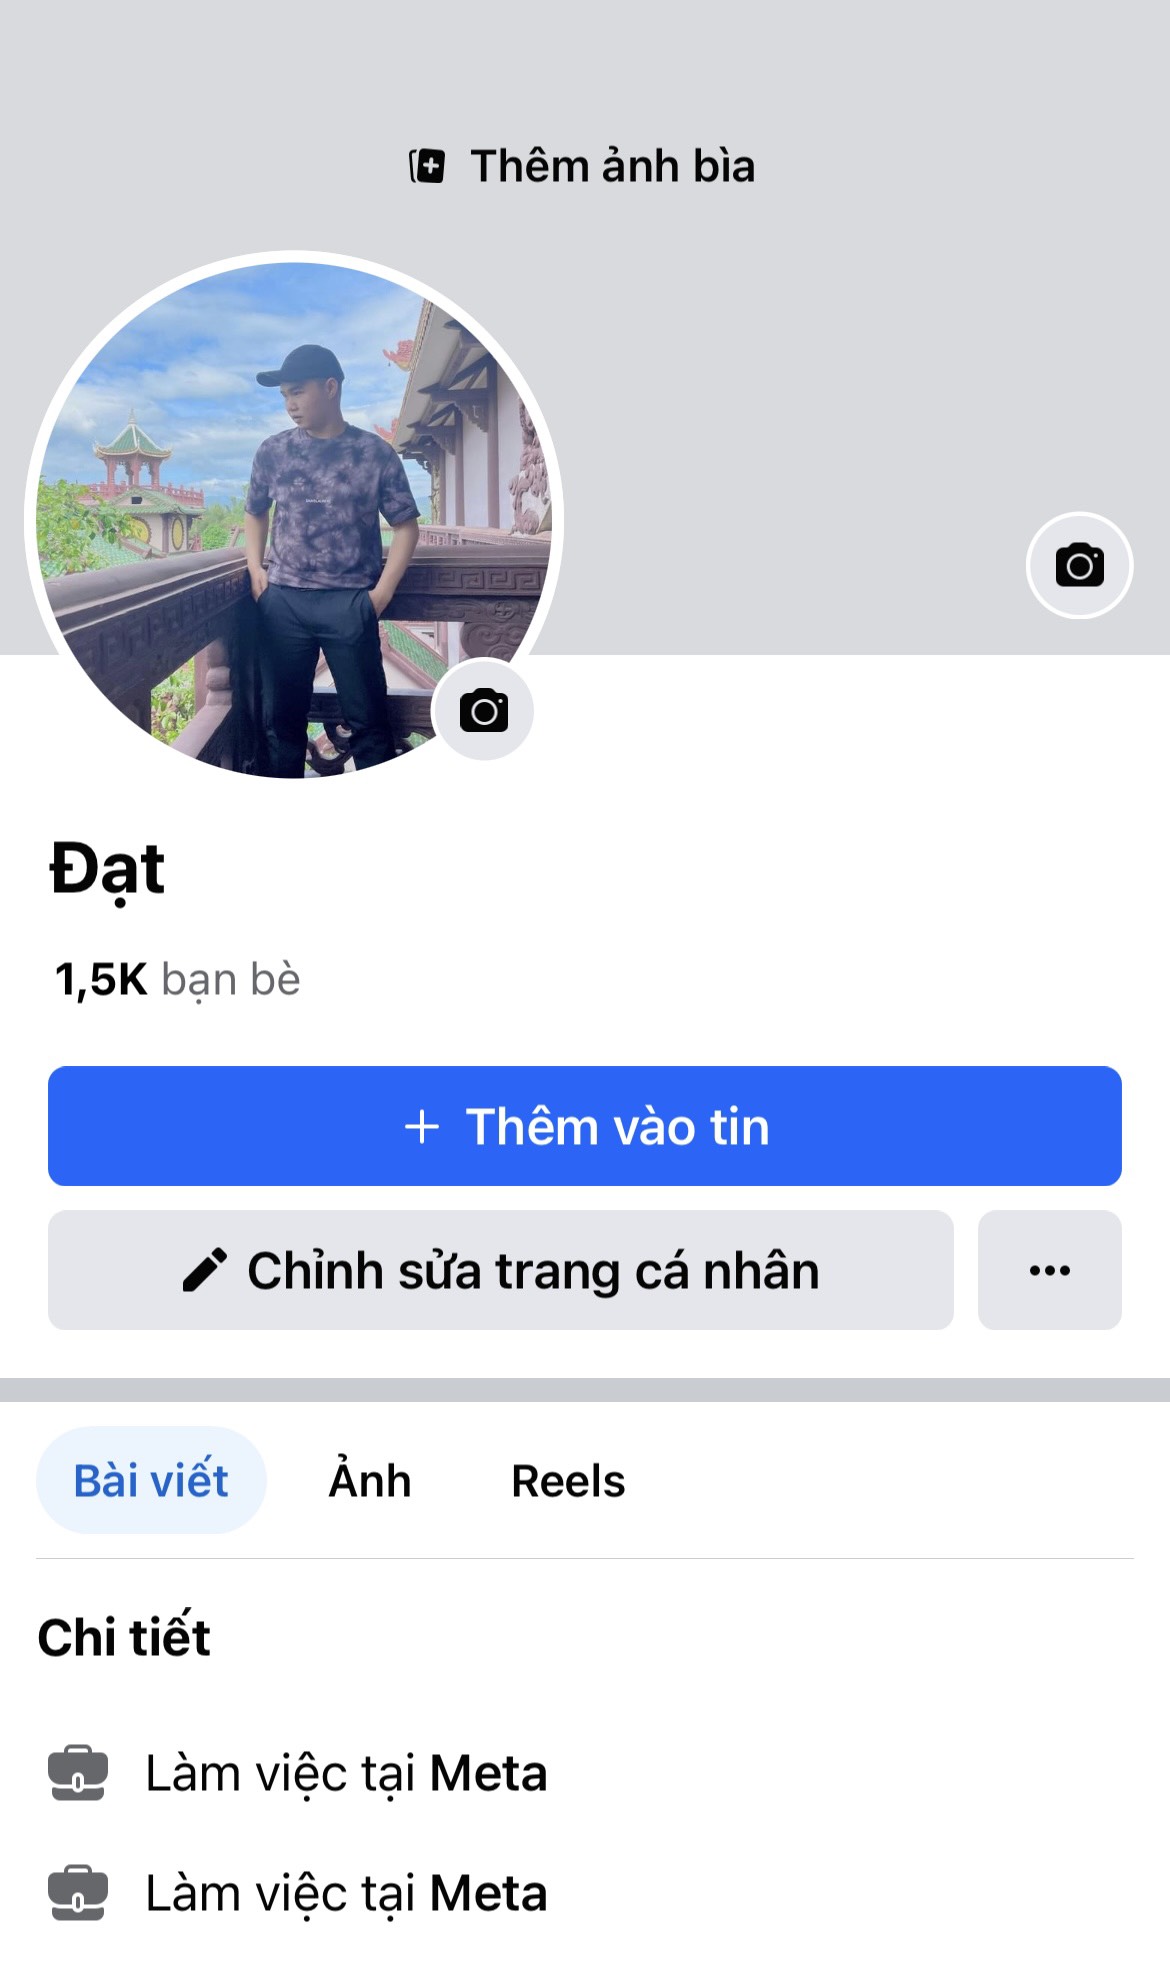 Thêm ảnh bìa
Đạt
1,5K bạn bè
+ Thêm vào tin
Chỉnh sửa trang cá nhân
Bài viết Ảnh Reels
Chi tiết
Làm việc tại Meta
Làm việc tại Meta